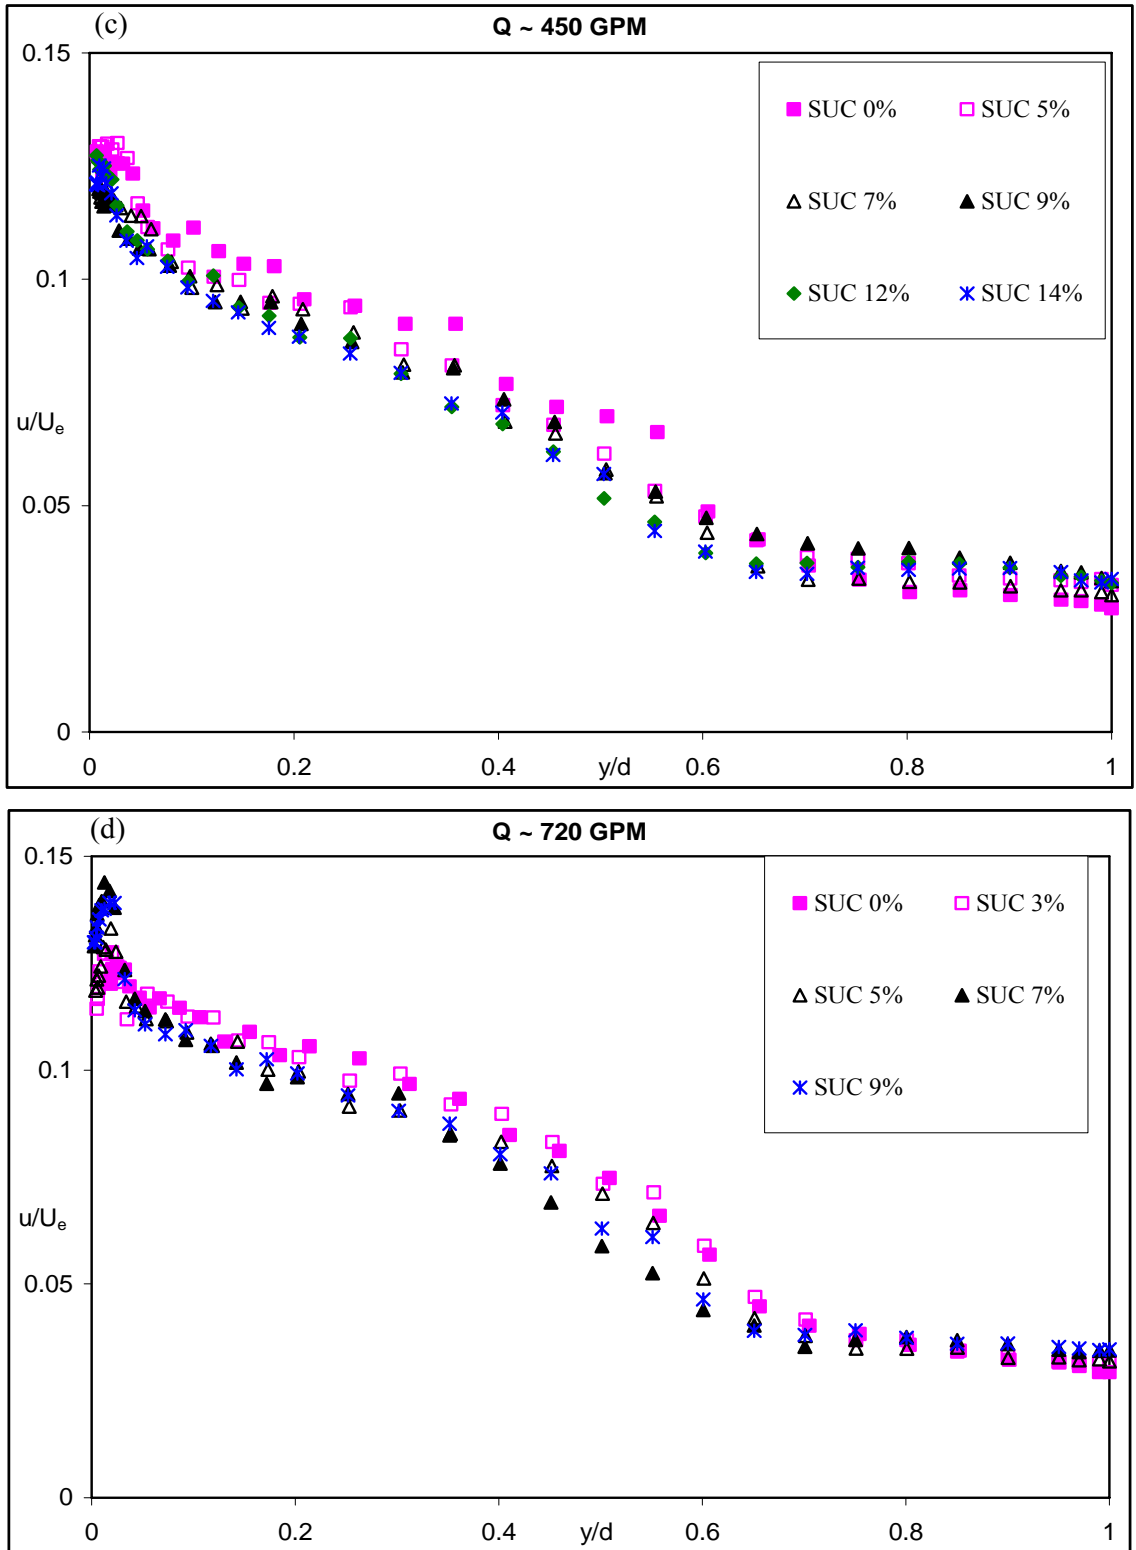 (c)
Q ~ 450 GPM
0.15
SUC 0%
SUC 5%
SUC 7%
SUC 9%
SUC 12%
SUC 14%
0.1
u/Ue
0.05
0
0
0.2
0.4
y/d
0.6
0.8
1
(d)
Q ~ 720 GPM
0.15
SUC 0%
SUC 3%
SUC 5%
SUC 7%
SUC 9%
0.1
u/Ue
0.05
0
0
0.2
0.4
y/d
0.6
0.8
1